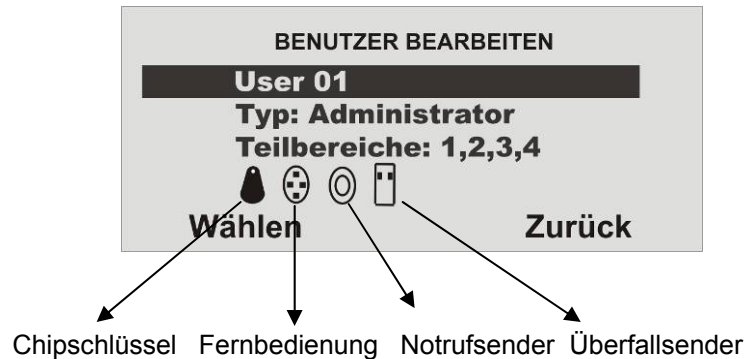 BENUTZER BEARBEITEN
User 01
Typ: Administrator
Teilbereiche: 1,2,3,4
Wählen Zurück
Chipschlüssel Fernbedienung Notrufsender Überfallsender